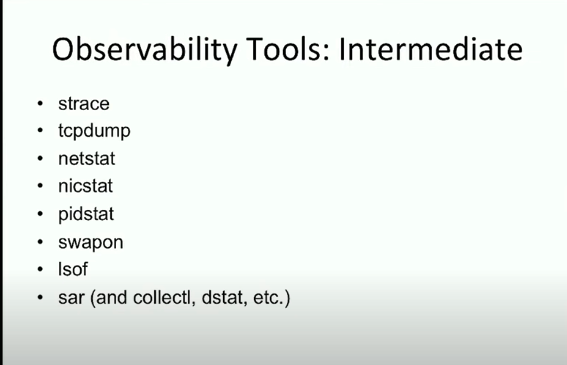 Observability Tools: Intermediate
• strace
• tcpdump
• netstat
• nicstat
• pidstat
• swapon
• lsof
• sar (and collectl, dstat, etc.)